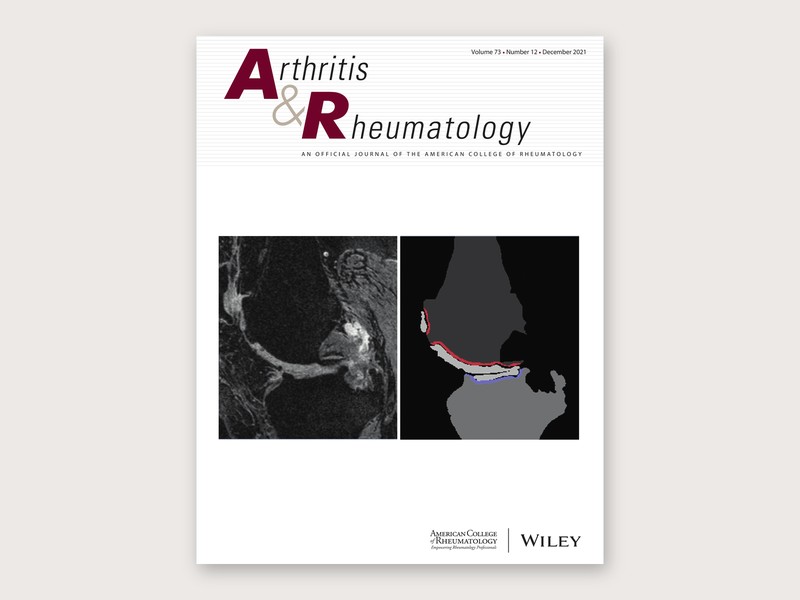 Volume 73 • Number 12 • December 2021
Arthritis
& Rheumatology
AN OFFICIAL JOURNAL OF THE AMERICAN COLLEGE OF RHEUMATOLOGY
AMERICAN COLLEGE
of RHEUMATOLOGY
Empowering Rheumatology Professionals
WILEY